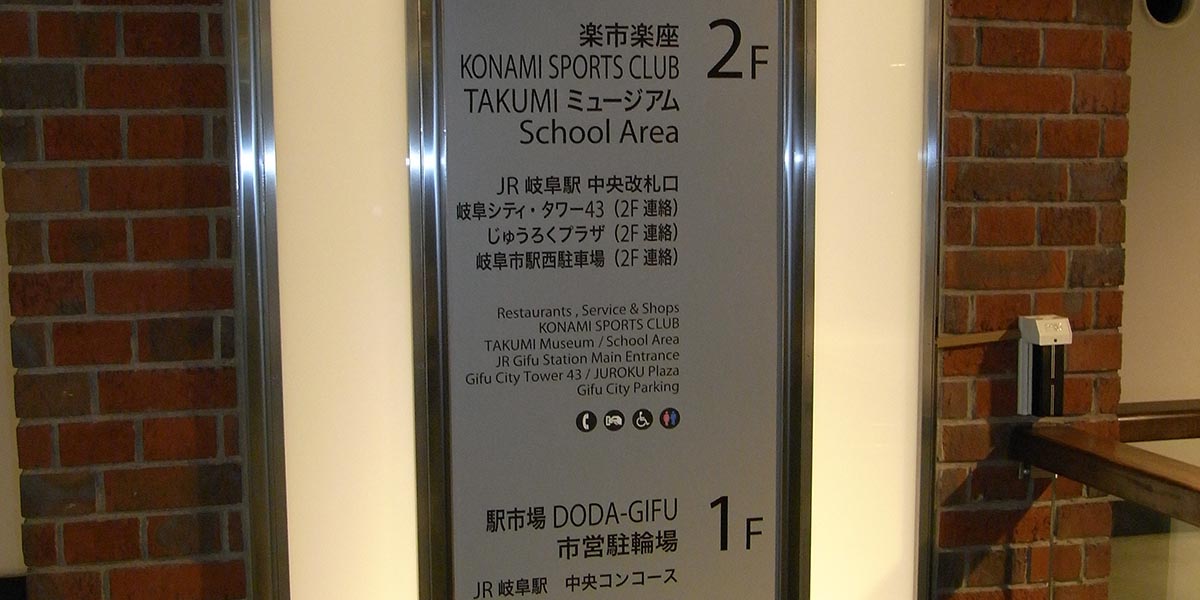 楽市楽座 2F
KONAMI SPORTS CLUB
TAKUMI ミュージアム
School Area
JR 岐阜駅 中央改札口
岐阜シティ・タワー43 (2F 連絡)
じゅうろくプラザ (2F 連絡)
岐阜市駅西駐車場 (2F 連絡)
Restaurants , Service & Shops
KONAMI SPORTS CLUB
TAKUMI Museum / School Area
JR Gifu Station Main Entrance
Gifu City Tower 43 / JUROKU Plaza
Gifu City Parking
駅市場 DODA-GIFU 1F
市営駐輪場
JR 岐阜駅 中央コンコース